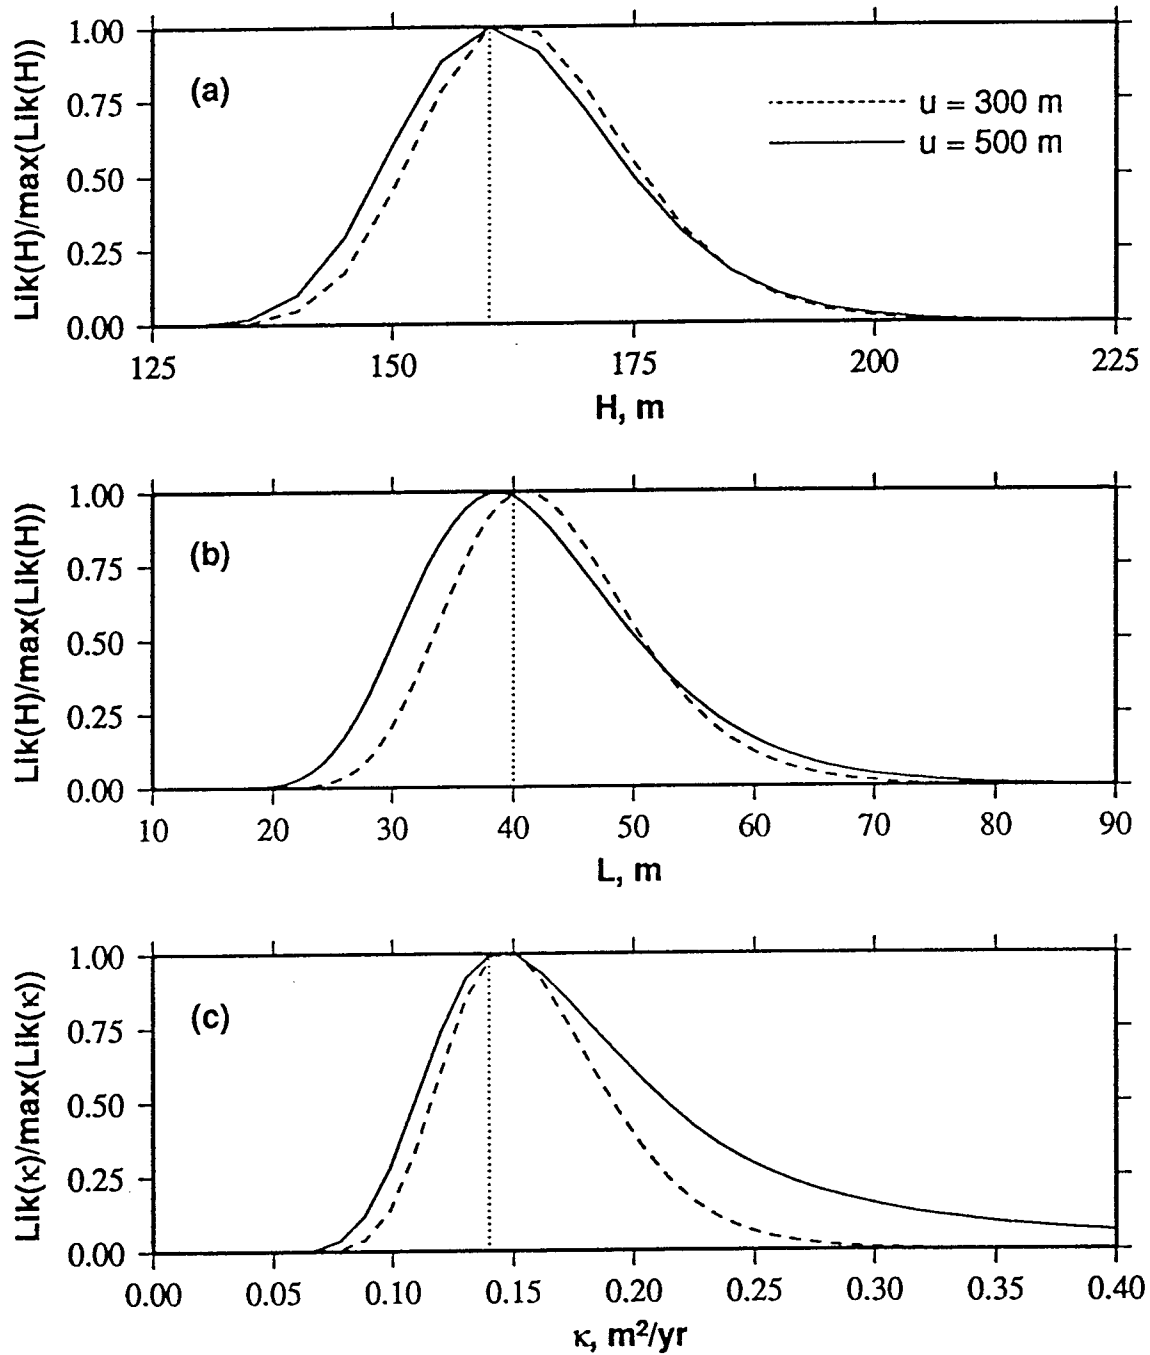 Lik(H)/max(Lik(H))
1.00
0.75
0.50
0.25
0.00
(a)
u = 300 m
u = 500 m
125 150 175 200 225
H, m
Lik(H)/max(Lik(H))
1.00
0.75
0.50
0.25
0.00
(b)
10 20 30 40 50 60 70 80 90
L, m
Lik(κ)/max(Lik(κ))
1.00
0.75
0.50
0.25
0.00
(c)
0.00 0.05 0.10 0.15 0.20 0.25 0.30 0.35 0.40
κ, m²/yr